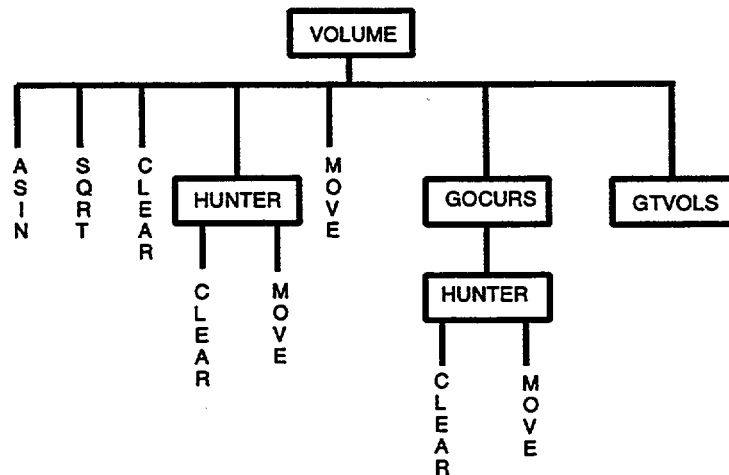 VOLUME
ASIN
SQRT
CLEAR
HUNTER
MOVE
GOCURS
GTVOLS
CLEAR
MOVE
HUNTER
CLEAR
MOVE